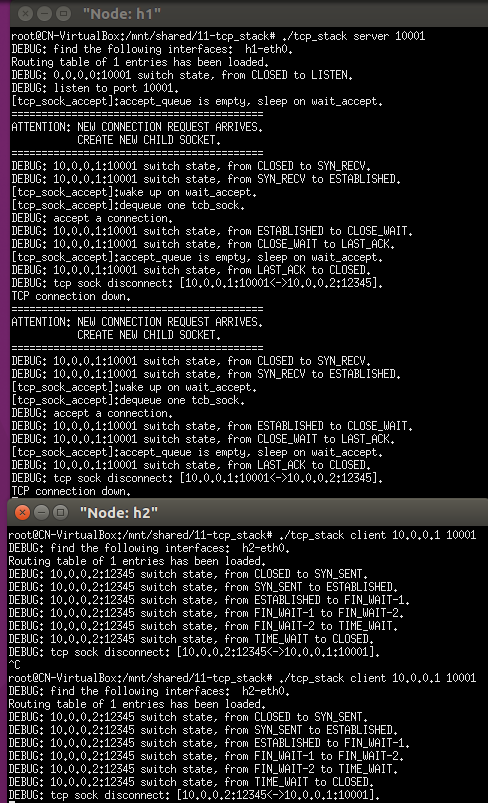 "Node: h1"
root@CN-VirtualBox:/mnt/shared/11-tcp_stack# ./tcp_stack server 10001
DEBUG: find the following interfaces:  h1-eth0.
Routing table of 1 entries has been loaded.
DEBUG: 0.0.0.0:10001 switch state, from CLOSED to LISTEN.
DEBUG: listen to port 10001.
[tcp_sock_accept]:accept_queue is empty, sleep on wait_accept.
==========================================
ATTENTION: NEW CONNECTION REQUEST ARRIVES.
           CREATE NEW CHILD SOCKET.
==========================================
DEBUG: 10.0.0.1:10001 switch state, from CLOSED to SYN_RECV.
DEBUG: 10.0.0.1:10001 switch state, from SYN_RECV to ESTABLISHED.
[tcp_sock_accept]:wake up on wait_accept.
[tcp_sock_accept]:dequeue one tcb_sock.
DEBUG: accept a connection.
DEBUG: 10.0.0.1:10001 switch state, from ESTABLISHED to CLOSE_WAIT.
DEBUG: 10.0.0.1:10001 switch state, from CLOSE_WAIT to LAST_ACK.
[tcp_sock_accept]:accept_queue is empty, sleep on wait_accept.
DEBUG: 10.0.0.1:10001 switch state, from LAST_ACK to CLOSED.
DEBUG: tcp sock disconnect: [10.0.0.1:10001<->10.0.0.2:12345].
TCP connection down.
==========================================
ATTENTION: NEW CONNECTION REQUEST ARRIVES.
           CREATE NEW CHILD SOCKET.
==========================================
DEBUG: 10.0.0.1:10001 switch state, from CLOSED to SYN_RECV.
DEBUG: 10.0.0.1:10001 switch state, from SYN_RECV to ESTABLISHED.
[tcp_sock_accept]:wake up on wait_accept.
[tcp_sock_accept]:dequeue one tcb_sock.
DEBUG: accept a connection.
DEBUG: 10.0.0.1:10001 switch state, from ESTABLISHED to CLOSE_WAIT.
DEBUG: 10.0.0.1:10001 switch state, from CLOSE_WAIT to LAST_ACK.
[tcp_sock_accept]:accept_queue is empty, sleep on wait_accept.
DEBUG: 10.0.0.1:10001 switch state, from LAST_ACK to CLOSED.
DEBUG: tcp sock disconnect: [10.0.0.1:10001<->10.0.0.2:12345].
TCP connection down.
"Node: h2"
root@CN-VirtualBox:/mnt/shared/11-tcp_stack# ./tcp_stack client 10.0.0.1 10001
DEBUG: find the following interfaces:  h2-eth0.
Routing table of 1 entries has been loaded.
DEBUG: 10.0.0.2:12345 switch state, from CLOSED to SYN_SENT.
DEBUG: 10.0.0.2:12345 switch state, from SYN_SENT to ESTABLISHED.
DEBUG: 10.0.0.2:12345 switch state, from ESTABLISHED to FIN_WAIT-1.
DEBUG: 10.0.0.2:12345 switch state, from FIN_WAIT-1 to FIN_WAIT-2.
DEBUG: 10.0.0.2:12345 switch state, from FIN_WAIT-2 to TIME_WAIT.
DEBUG: 10.0.0.2:12345 switch state, from TIME_WAIT to CLOSED.
DEBUG: tcp sock disconnect: [10.0.0.2:12345<->10.0.0.1:10001].
^C
root@CN-VirtualBox:/mnt/shared/11-tcp_stack# ./tcp_stack client 10.0.0.1 10001
DEBUG: find the following interfaces:  h2-eth0.
Routing table of 1 entries has been loaded.
DEBUG: 10.0.0.2:12345 switch state, from CLOSED to SYN_SENT.
DEBUG: 10.0.0.2:12345 switch state, from SYN_SENT to ESTABLISHED.
DEBUG: 10.0.0.2:12345 switch state, from ESTABLISHED to FIN_WAIT-1.
DEBUG: 10.0.0.2:12345 switch state, from FIN_WAIT-1 to FIN_WAIT-2.
DEBUG: 10.0.0.2:12345 switch state, from FIN_WAIT-2 to TIME_WAIT.
DEBUG: 10.0.0.2:12345 switch state, from TIME_WAIT to CLOSED.
DEBUG: tcp sock disconnect: [10.0.0.2:12345<->10.0.0.1:10001].